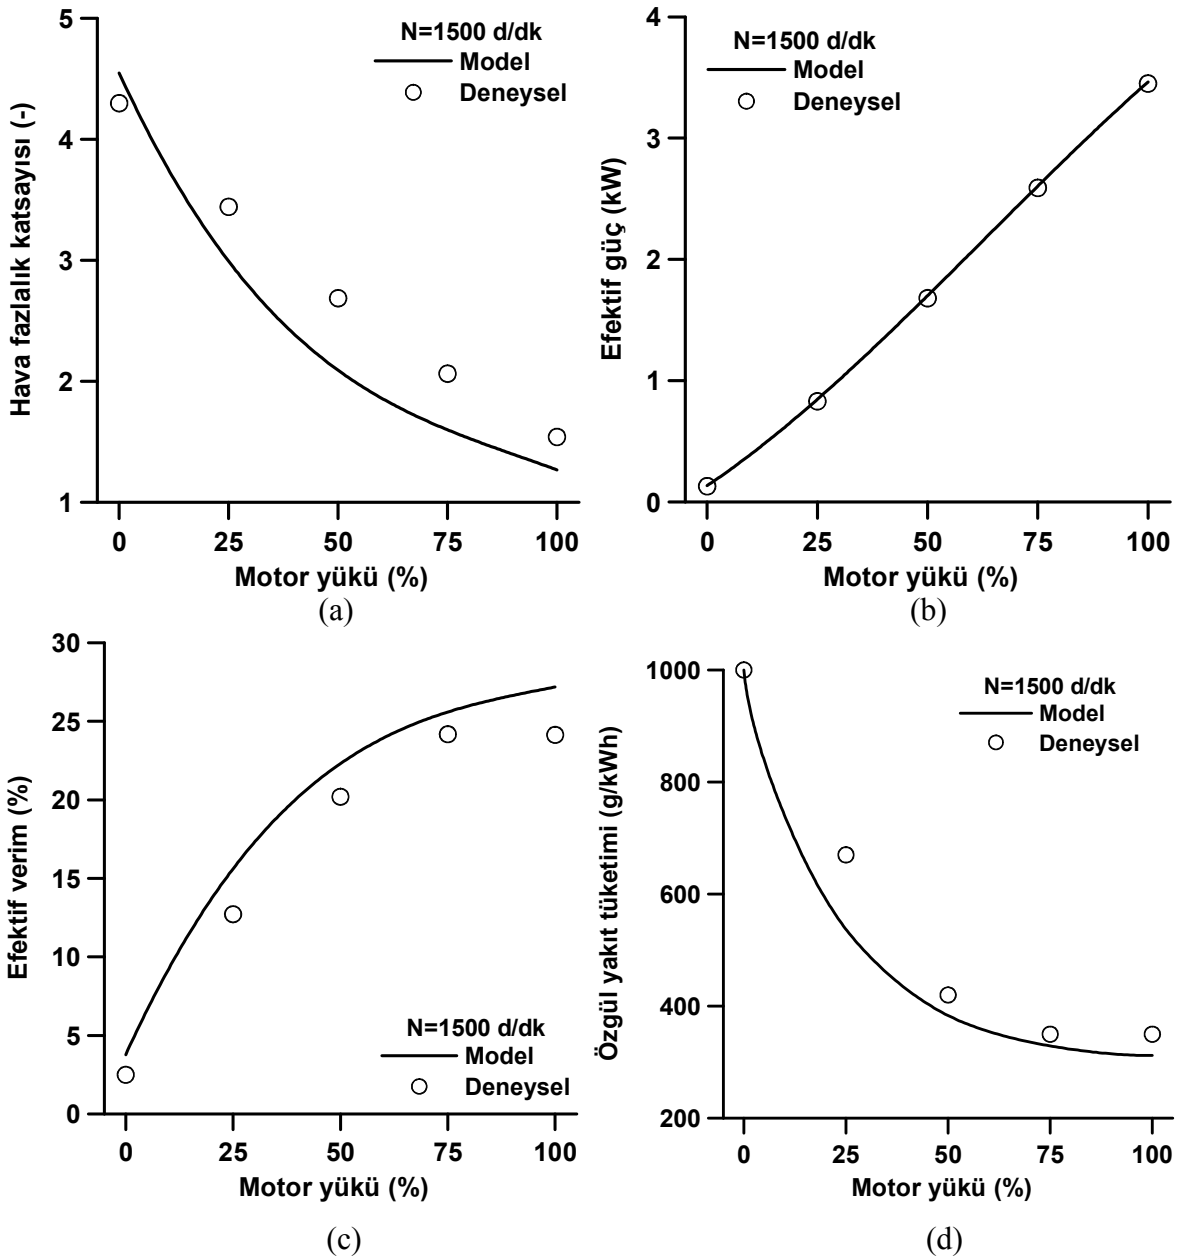 5
4
3
2
1
Hava fazlalık katsayısı (-)
N=1500 d/dk
Model
Deneysel
0 25 50 75 100
Motor yükü (%)
(a)
4
3
2
1
0
Efektif güç (kW)
N=1500 d/dk
Model
Deneysel
0 25 50 75 100
Motor yükü (%)
(b)
30
25
20
15
10
5
0
Efektif verim (%)
N=1500 d/dk
Model
Deneysel
0 25 50 75 100
Motor yükü (%)
(c)
1000
800
600
400
200
Özgül yakıt tüketimi (g/kWh)
N=1500 d/dk
Model
Deneysel
0 25 50 75 100
Motor yükü (%)
(d)